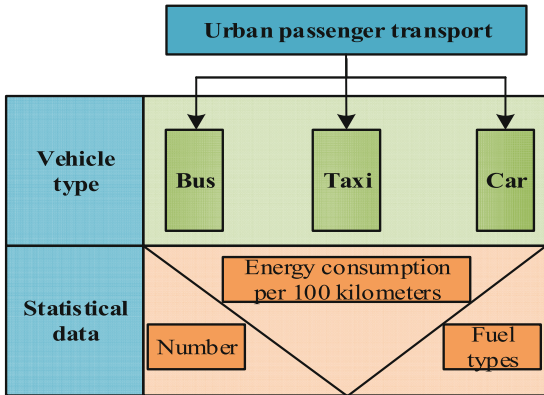 Urban passenger transport
Vehicle
type
Bus
Taxi
Car
Statistical
data
Energy consumption
per 100 kilometers
Number
Fuel
types